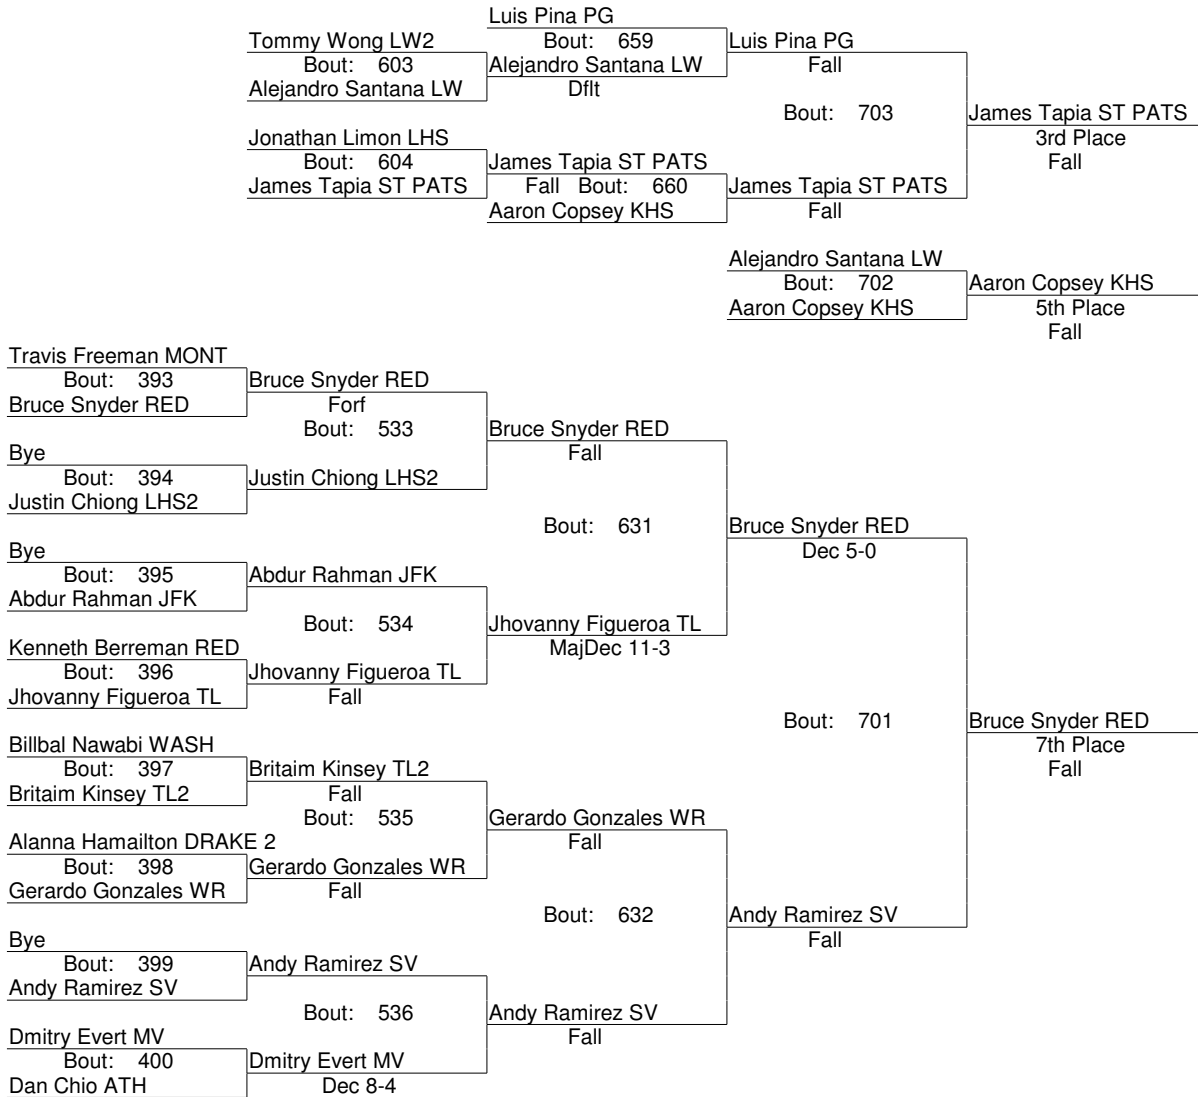 Luis Pina PG
Tommy Wong LW2
Bout: 659
Luis Pina PG
Bout: 603
Alejandro Santana LW
Fall
Alejandro Santana LW
Dflt
Bout: 703
James Tapia ST PATS
Jonathan Limon LHS
3rd Place
Bout: 604
James Tapia ST PATS
Fall
James Tapia ST PATS
Fall Bout: 660
James Tapia ST PATS
Aaron Copsey KHS
Fall
Alejandro Santana LW
Bout: 702
Aaron Copsey KHS
Aaron Copsey KHS
5th Place
Fall
Travis Freeman MONT
Bout: 393
Bruce Snyder RED
Bruce Snyder RED
Forf
Bout: 533
Bruce Snyder RED
Bye
Fall
Bout: 394
Justin Chiong LHS2
Justin Chiong LHS2
Bout: 631
Bruce Snyder RED
Bye
Dec 5-0
Bout: 395
Abdur Rahman JFK
Abdur Rahman JFK
Bout: 534
Jhovanny Figueroa TL
Kenneth Berreman RED
MajDec 11-3
Bout: 396
Jhovanny Figueroa TL
Jhovanny Figueroa TL
Fall
Bout: 701
Bruce Snyder RED
Billbal Nawabi WASH
7th Place
Bout: 397
Britaim Kinsey TL2
Fall
Britaim Kinsey TL2
Fall
Bout: 535
Gerardo Gonzales WR
Alanna Hamailton DRAKE 2
Fall
Bout: 398
Gerardo Gonzales WR
Gerardo Gonzales WR
Fall
Bout: 632
Andy Ramirez SV
Bye
Fall
Bout: 399
Andy Ramirez SV
Andy Ramirez SV
Bout: 536
Andy Ramirez SV
Dmitry Evert MV
Fall
Bout: 400
Dmitry Evert MV
Dan Chio ATH
Dec 8-4